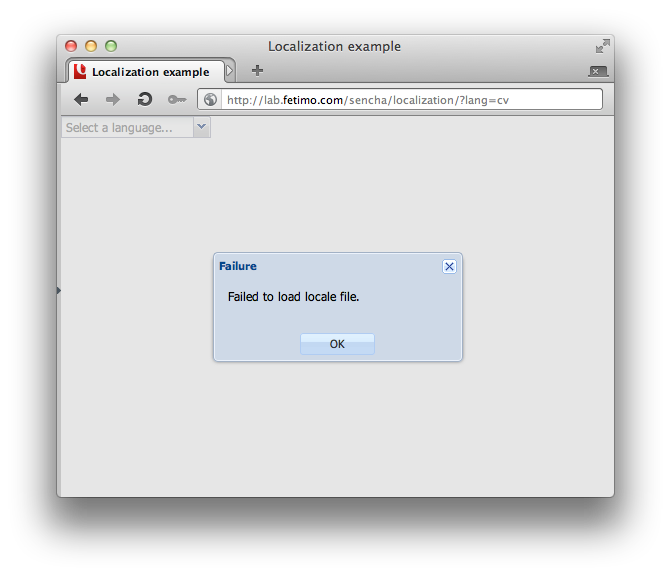 Localization example
Localization example
http://lab.fetimo.com/sencha/localization/?lang=cv
Select a language...
Failure
Failed to load locale file.
OK